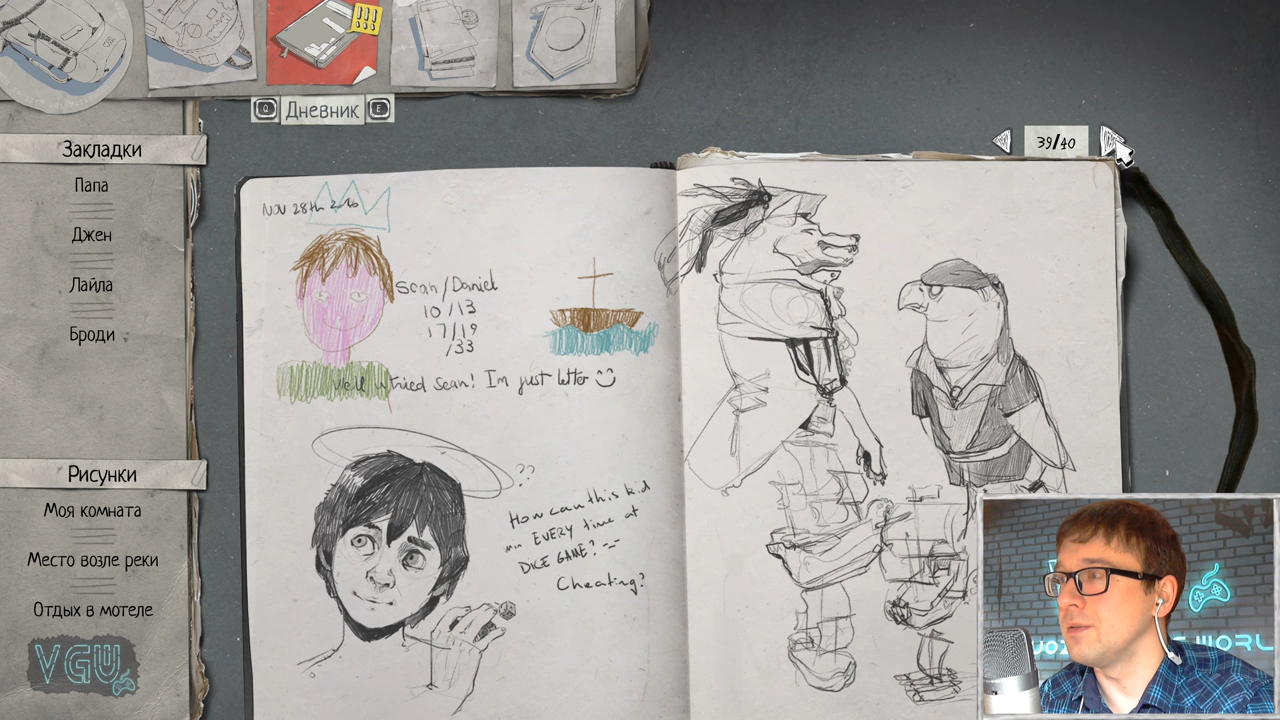 !!!
Q Дневник E
Закладки
Папа
Джен
Лайла
Броди
Рисунки
Моя комната
Место возле реки
Отдых в мотеле
VGU
39/40
NOV 28th 2016
Sean/Daniel
10/13
17/19
/33
tried Sean! Im just better
??
How can this kid
EVERY time at
DICE GAME?
Cheating?